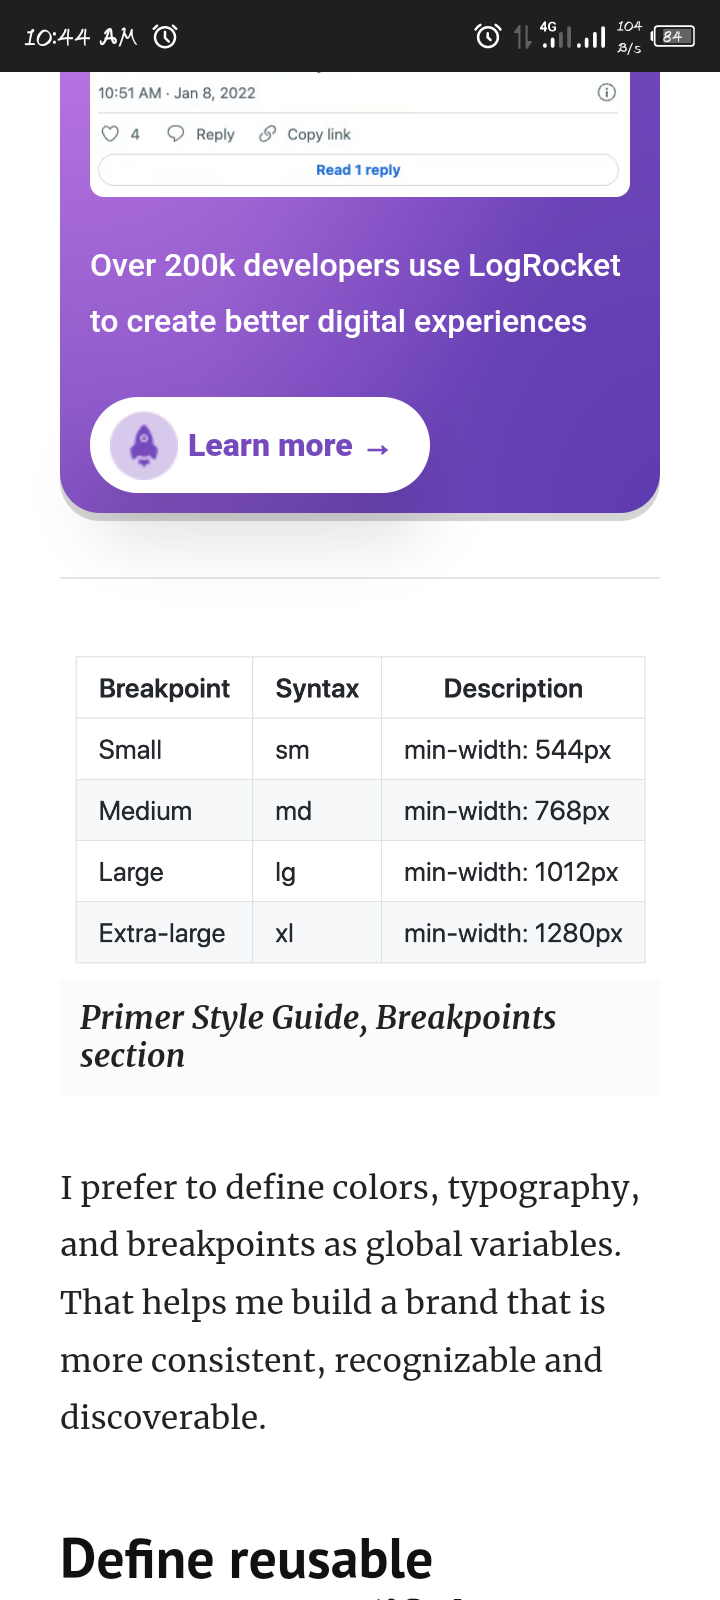 10:44 AM
4G 104 B/s 84
10:51 AM · Jan 8, 2022
4 Reply Copy link
Read 1 reply
Over 200k developers use LogRocket
to create better digital experiences
Learn more →
Breakpoint Syntax Description
Small sm min-width: 544px
Medium md min-width: 768px
Large lg min-width: 1012px
Extra-large xl min-width: 1280px
Primer Style Guide, Breakpoints
section
I prefer to define colors, typography,
and breakpoints as global variables.
That helps me build a brand that is
more consistent, recognizable and
discoverable.
Define reusable